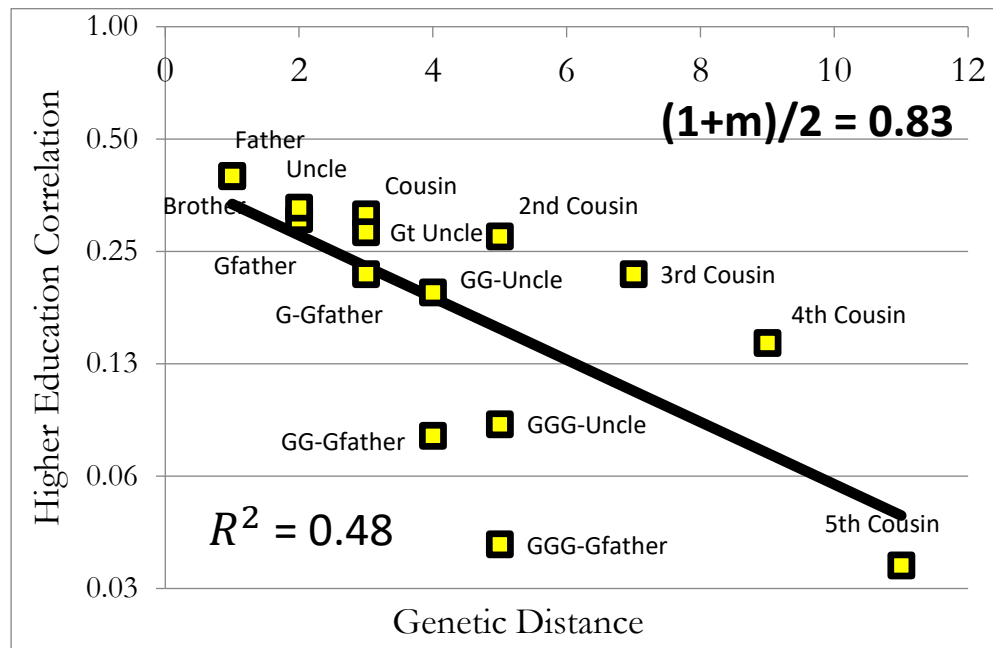 1.00
0 2 4 6 8 10 12
(1+m)/2 = 0.83
0.50
Father
Uncle
Cousin
Brother
2nd Cousin
Gt Uncle
0.25
Gfather
GG-Uncle
3rd Cousin
G-Gfather
4th Cousin
0.13
GG-Gfather
GGG-Uncle
0.06
R² = 0.48
5th Cousin
GGG-Gfather
0.03
Higher Education Correlation
Genetic Distance